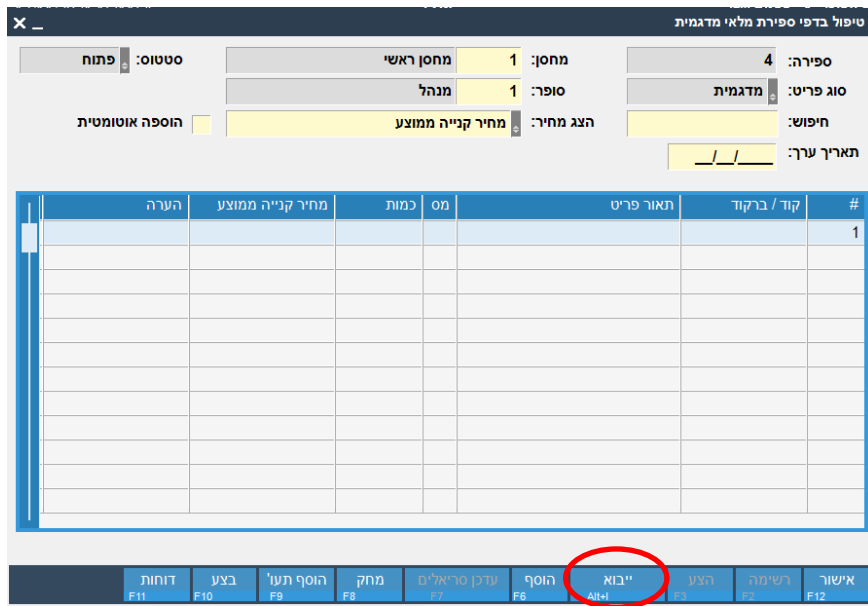 טיפול בדפי ספירת מלאי מדגמית
ספירה: 4 מחסן: 1 מחסן ראשי סטטוס: פתוח
סוג פריט: מדגמית סופר: 1 מנהל
חיפוש: הצג מחיר: מחיר קנייה ממוצע הוספה אוטומטית
תאריך ערך: __/__/____
# קוד / ברקוד תאור פריט מס כמות מחיר קנייה ממוצע הערה
1
אישור רשימה הצע ייבוא הוסף עדכן סריאלים מחק הוסף תעו' בצע דוחות
F12 F2 F3 Alt+I F6 F7 F8 F9 F10 F11